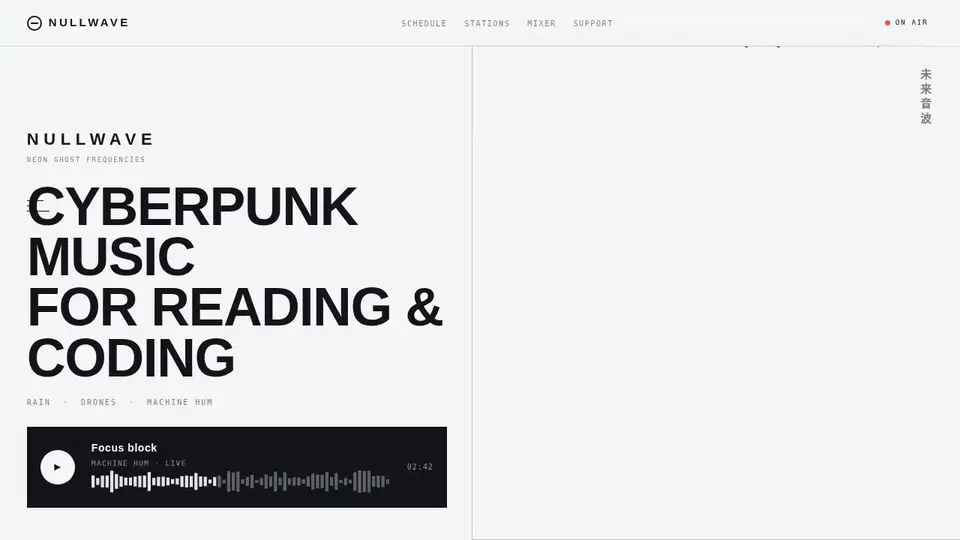 NULLWAVE
SCHEDULE STATIONS MIXER SUPPORT
ON AIR
未来音波
NULLWAVE
NEON GHOST FREQUENCIES
CYBERPUNK
MUSIC
FOR READING &
CODING
RAIN · DRONES · MACHINE HUM
Focus block
MACHINE HUM · LIVE
02:42